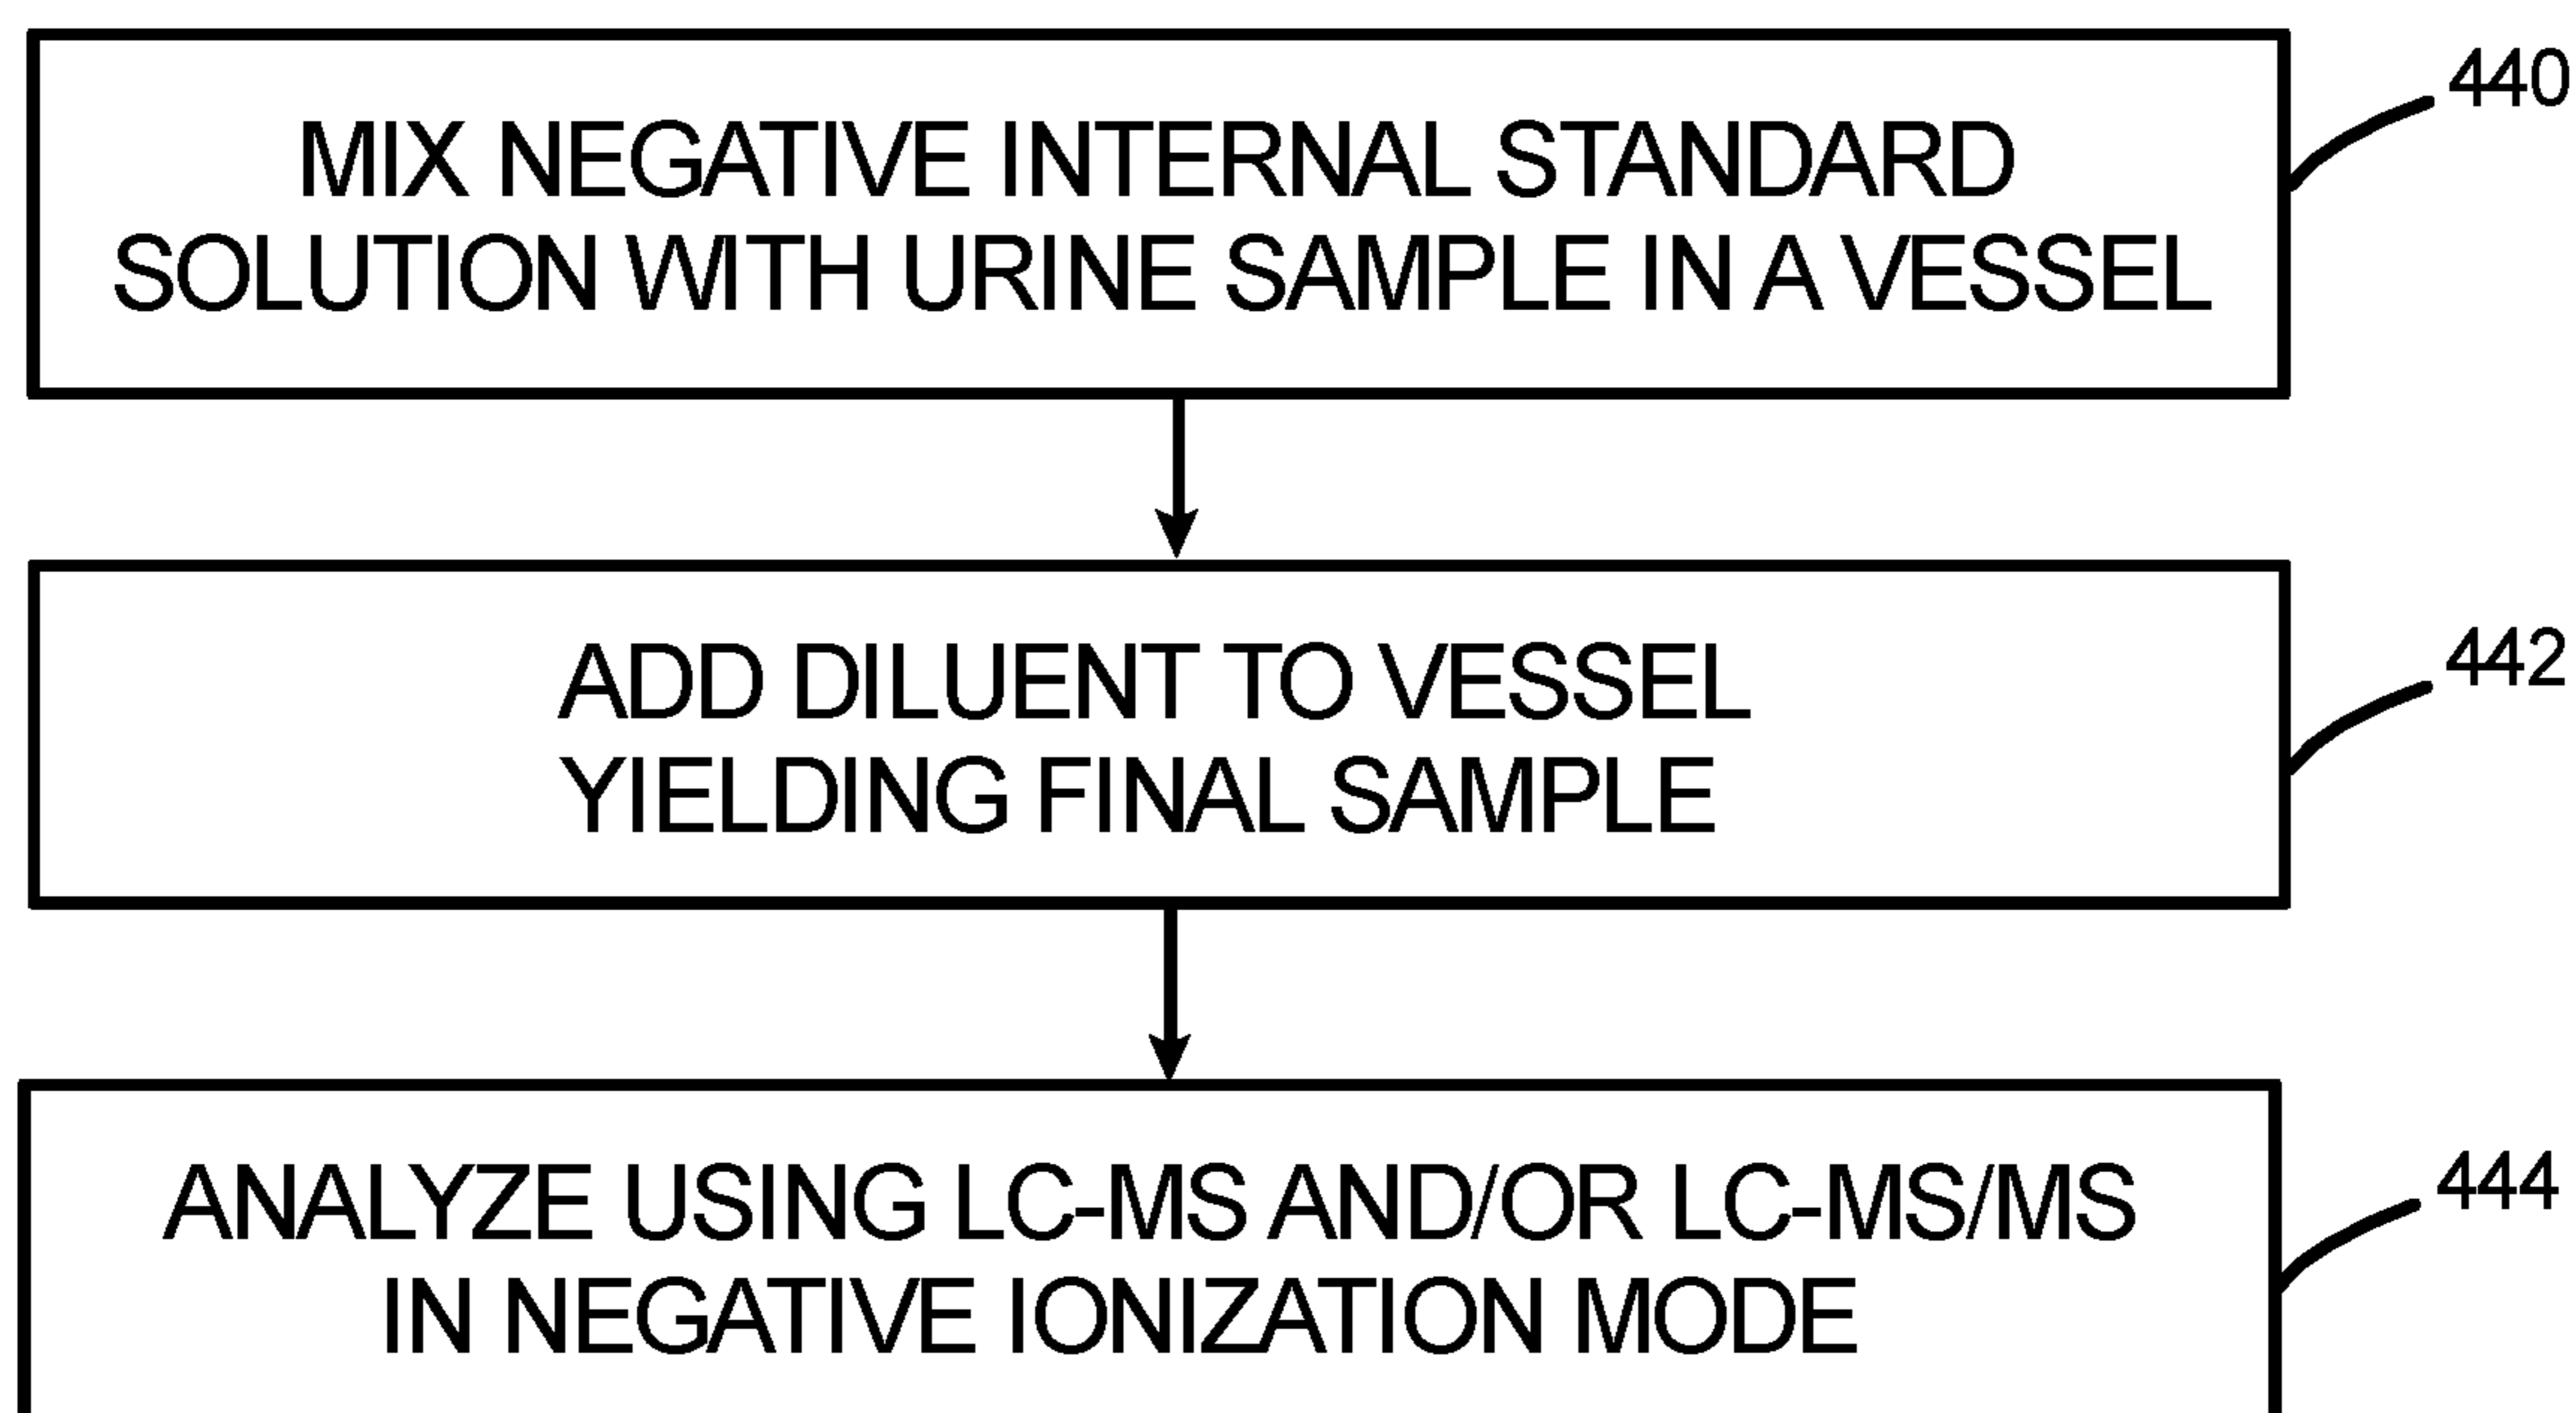 MIX NEGATIVE INTERNAL STANDARD
SOLUTION WITH URINE SAMPLE IN A VESSEL
440
ADD DILUENT TO VESSEL
YIELDING FINAL SAMPLE
442
ANALYZE USING LC-MS AND/OR LC-MS/MS
IN NEGATIVE IONIZATION MODE
444